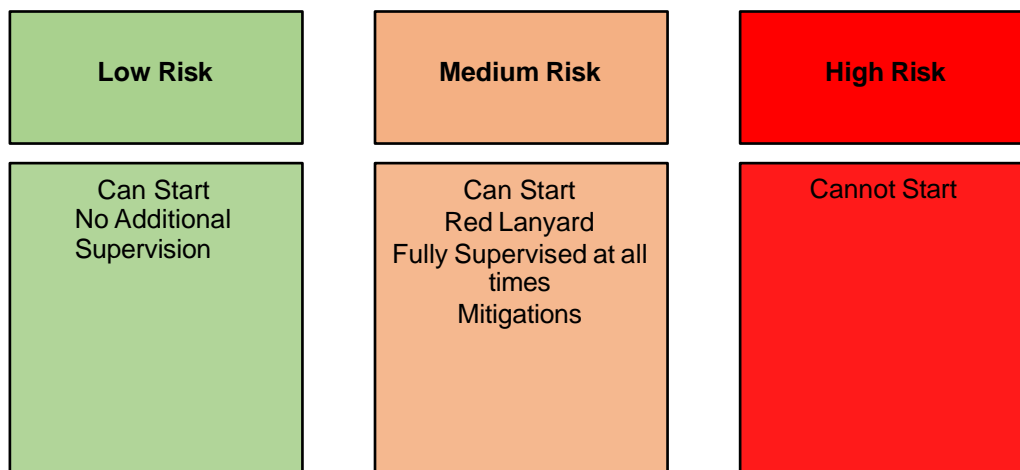 Low Risk
Medium Risk
High Risk
Can Start
No Additional
Supervision
Can Start
Red Lanyard
Fully Supervised at all
times
Mitigations
Cannot Start